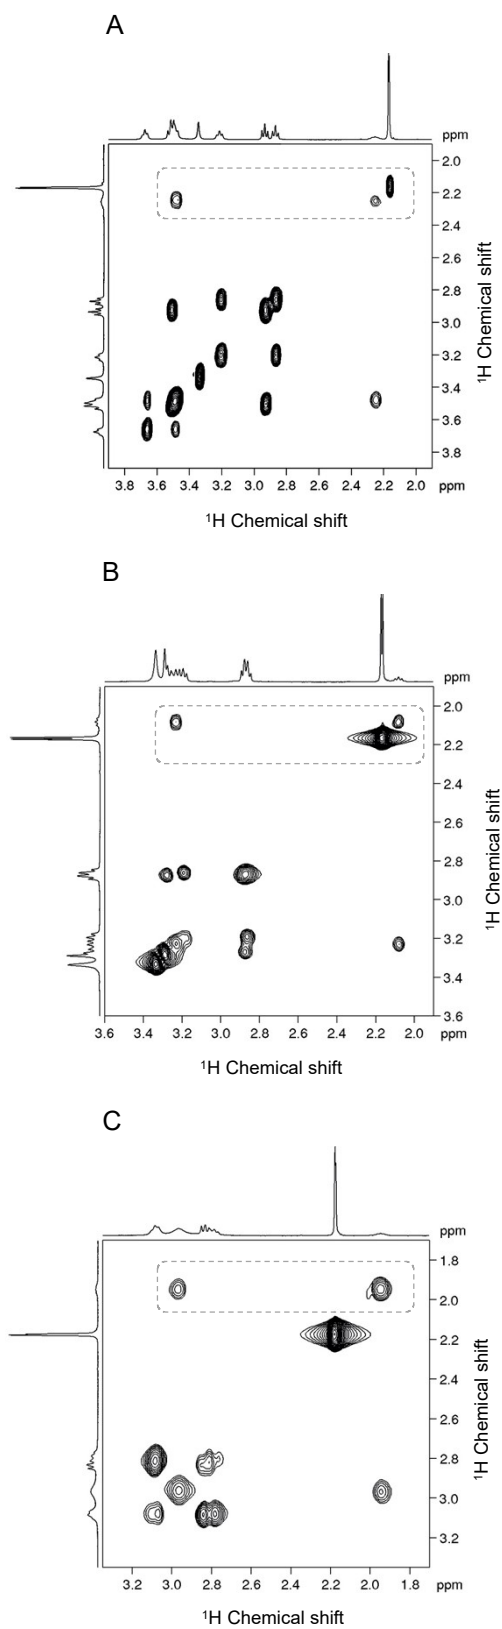 A
ppm
2.0
2.2
2.4
2.6
2.8
3.0
3.2
3.4
3.6
3.8
¹H Chemical shift
3.8 3.6 3.4 3.2 3.0 2.8 2.6 2.4 2.2 2.0 ppm
¹H Chemical shift
B
ppm
2.0
2.2
2.4
2.6
2.8
3.0
3.2
3.4
3.6
¹H Chemical shift
3.6 3.4 3.2 3.0 2.8 2.6 2.4 2.2 2.0 ppm
¹H Chemical shift
C
ppm
1.8
2.0
2.2
2.4
2.6
2.8
3.0
3.2
¹H Chemical shift
3.2 3.0 2.8 2.6 2.4 2.2 2.0 1.8 ppm
¹H Chemical shift